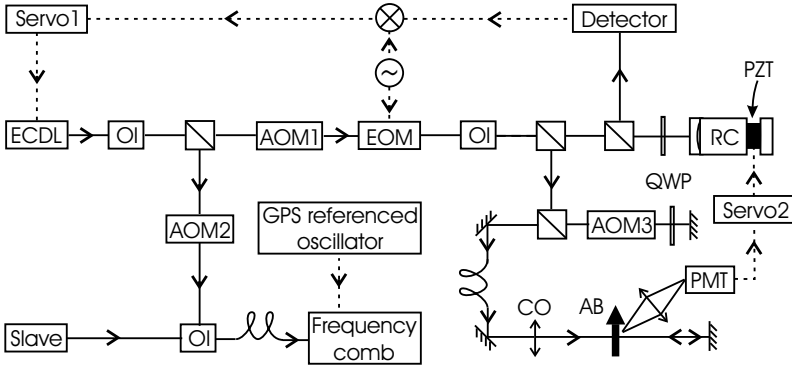 Servo1
Detector
PZT
~
ECDL
OI
AOM1
EOM
OI
RC
QWP
AOM2
GPS referenced
oscillator
AOM3
Servo2
PMT
CO
AB
Slave
OI
Frequency
comb